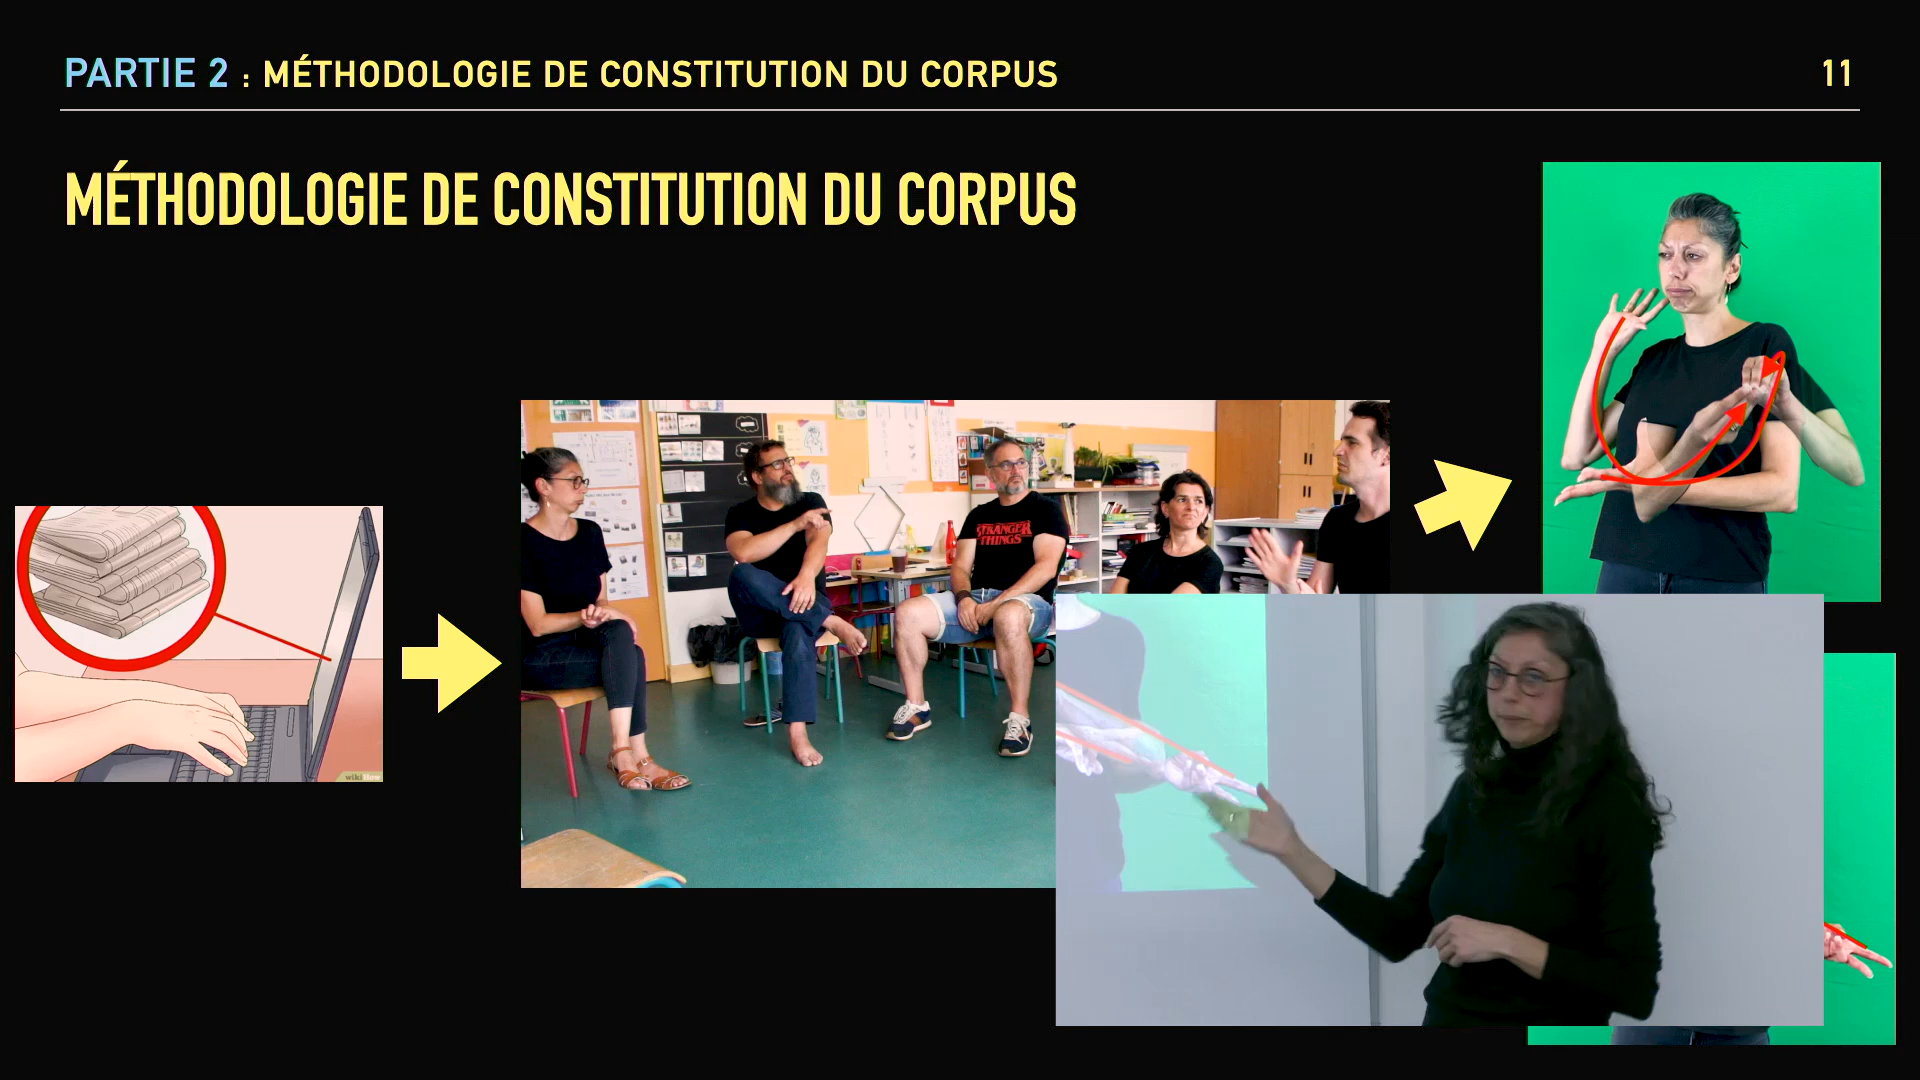 PARTIE 2 : MÉTHODOLOGIE DE CONSTITUTION DU CORPUS
11
MÉTHODOLOGIE DE CONSTITUTION DU CORPUS
STRANGER
THINGS
wikiHow